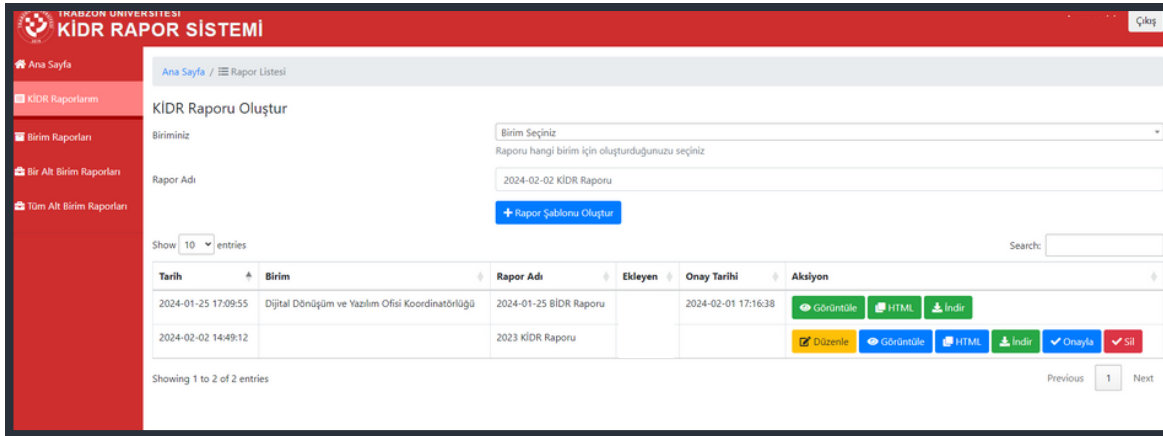 TRABZON ÜNİVERSİTESİ
KİDR RAPOR SİSTEMİ
Çıkış
Ana Sayfa
KİDR Raporlarım
Birim Raporları
Bir Alt Birim Raporları
Tüm Alt Birim Raporları
Ana Sayfa / Rapor Listesi
KİDR Raporu Oluştur
Biriminiz Birim Seçiniz
Raporu hangi birim için oluşturduğunuzu seçiniz
Rapor Adı 2024-02-02 KİDR Raporu
+ Rapor Şablonu Oluştur
Show 10 entries Search:
Tarih Birim Rapor Adı Ekleyen Onay Tarihi Aksiyon
2024-01-25 17:09:55 Dijital Dönüşüm ve Yazılım Ofisi Koordinatörlüğü 2024-01-25 BİDR Raporu 2024-02-01 17:16:38 Görüntüle HTML İndir
2024-02-02 14:49:12 2023 KİDR Raporu Düzenle Görüntüle HTML İndir Onayla Sil
Showing 1 to 2 of 2 entries Previous 1 Next